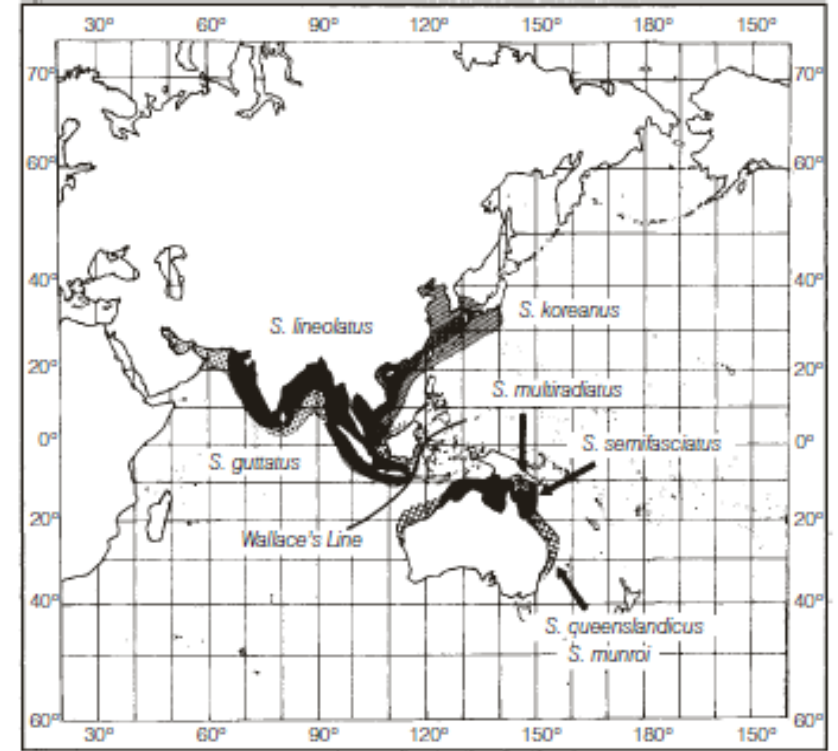 30° 60° 90° 120° 150° 180° 150°
70° 70°
60° 60°
40° 40°
S. lineolatus
S. koreanus
20° 20°
S. multiradiatus
0° 0°
S. semifasciatus
S. guttatus
20° 20°
Wallace's Line
40° 40°
S. queenslandicus
S. munroi
60° 60°
30° 60° 90° 120° 150° 180° 150°